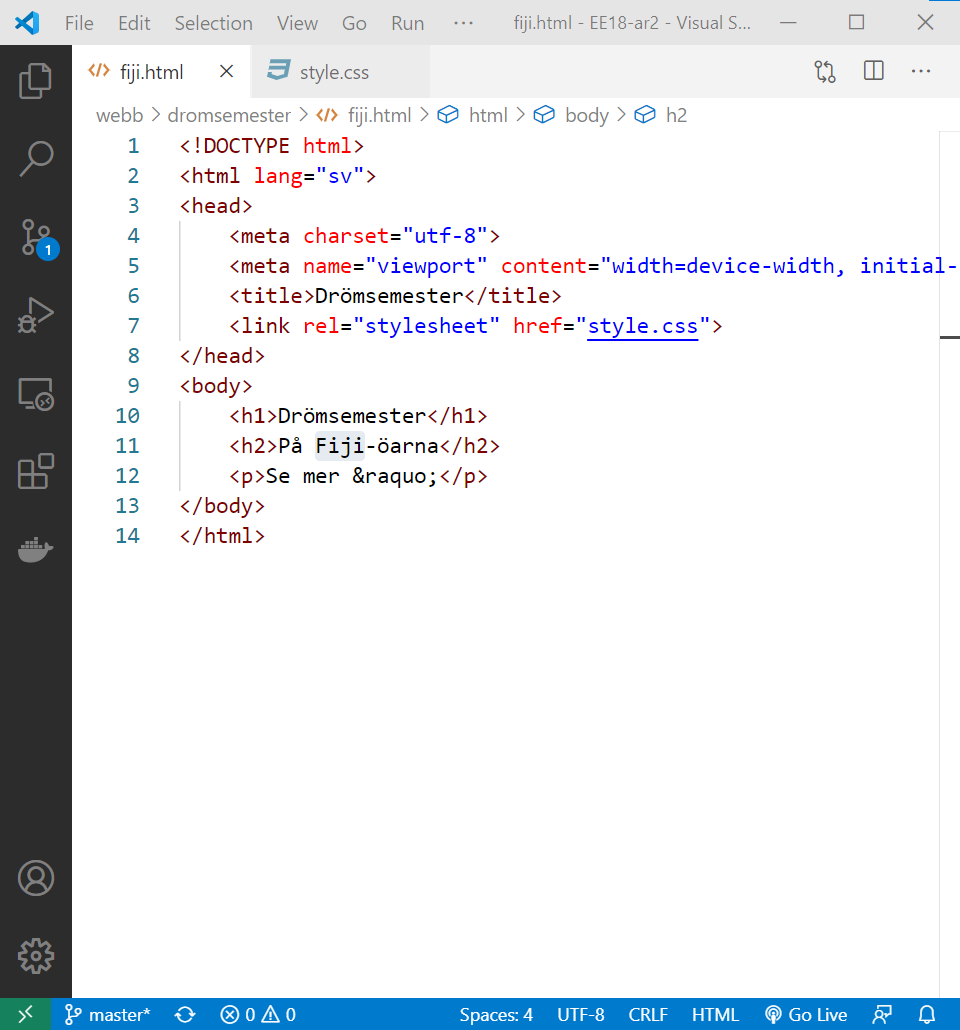 File Edit Selection View Go Run ··· fiji.html - EE18-ar2 - Visual S...
fiji.html style.css
webb > dromsemester > fiji.html > html > body > h2
1 <!DOCTYPE html>
2 <html lang="sv">
3 <head>
4 <meta charset="utf-8">
5 <meta name="viewport" content="width=device-width, initial-
6 <title>Drömsemester</title>
7 <link rel="stylesheet" href="style.css">
8 </head>
9 <body>
10 <h1>Drömsemester</h1>
11 <h2>På Fiji-öarna</h2>
12 <p>Se mer &raquo;</p>
13 </body>
14 </html>
1
master* 0 0 Spaces: 4 UTF-8 CRLF HTML Go Live